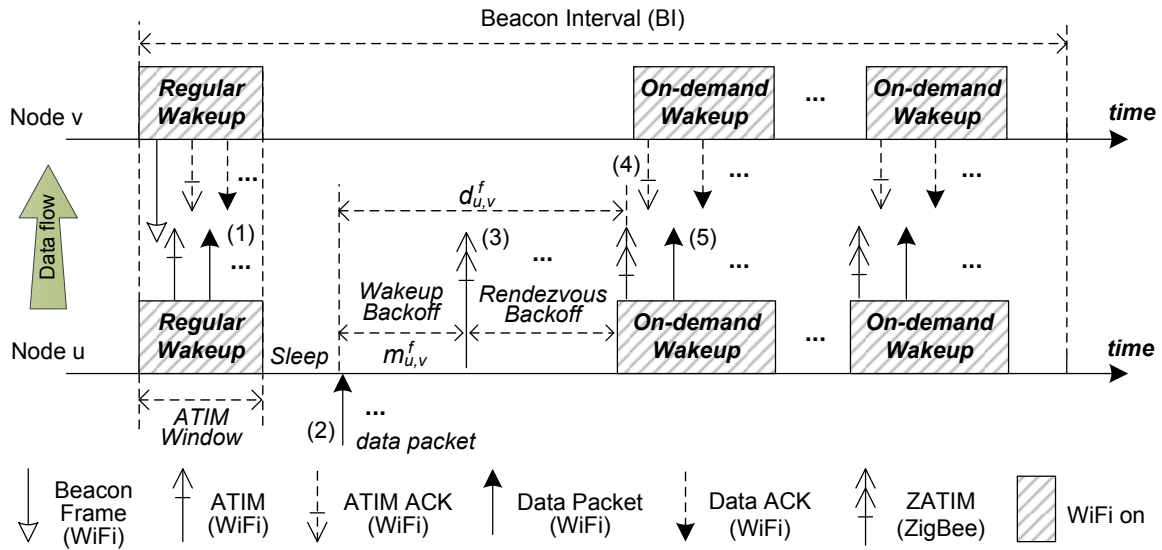 Beacon Interval (BI)
Regular
Wakeup
On-demand
Wakeup
...
On-demand
Wakeup
Node v
time
(4)
...
...
...
d^f_{u,v}
Data flow
(1)
(3)
(5)
...
...
...
...
Wakeup
Backoff
Rendezvous
Backoff
Regular
Wakeup
On-demand
Wakeup
...
On-demand
Wakeup
Node u
Sleep
m^f_{u,v}
time
ATIM
Window
(2)
...
data packet
Beacon
Frame
(WiFi)
ATIM
(WiFi)
ATIM ACK
(WiFi)
Data Packet
(WiFi)
Data ACK
(WiFi)
ZATIM
(ZigBee)
WiFi on